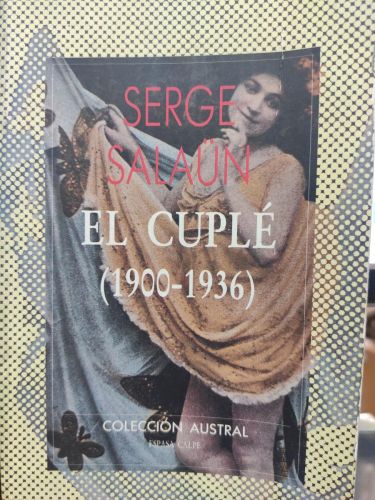 SERGE
SALAÜN
EL CUPLÉ
(1900-1936)
COLECCIÓN AUSTRAL
ESPASA CALPE